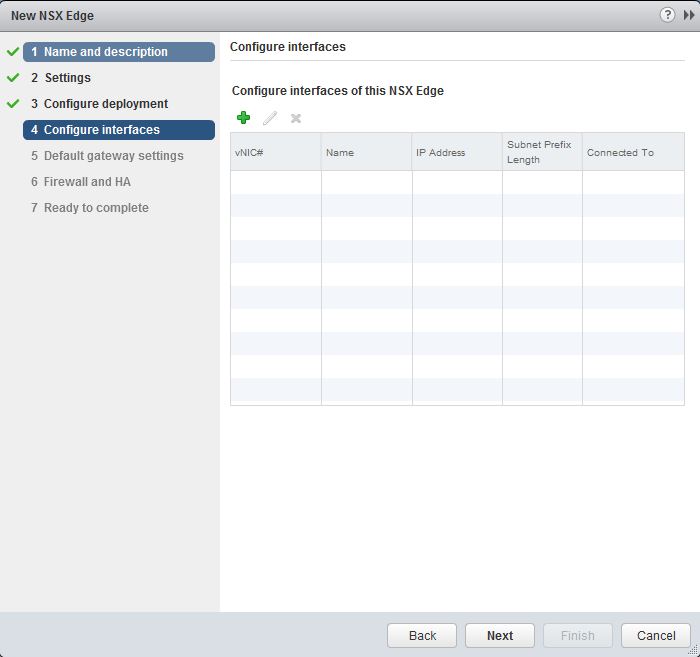 New NSX Edge
?
1 Name and description
2 Settings
3 Configure deployment
4 Configure interfaces
5 Default gateway settings
6 Firewall and HA
7 Ready to complete
Configure interfaces
Configure interfaces of this NSX Edge
vNIC#
Name
IP Address
Subnet Prefix
Length
Connected To
Back
Next
Finish
Cancel